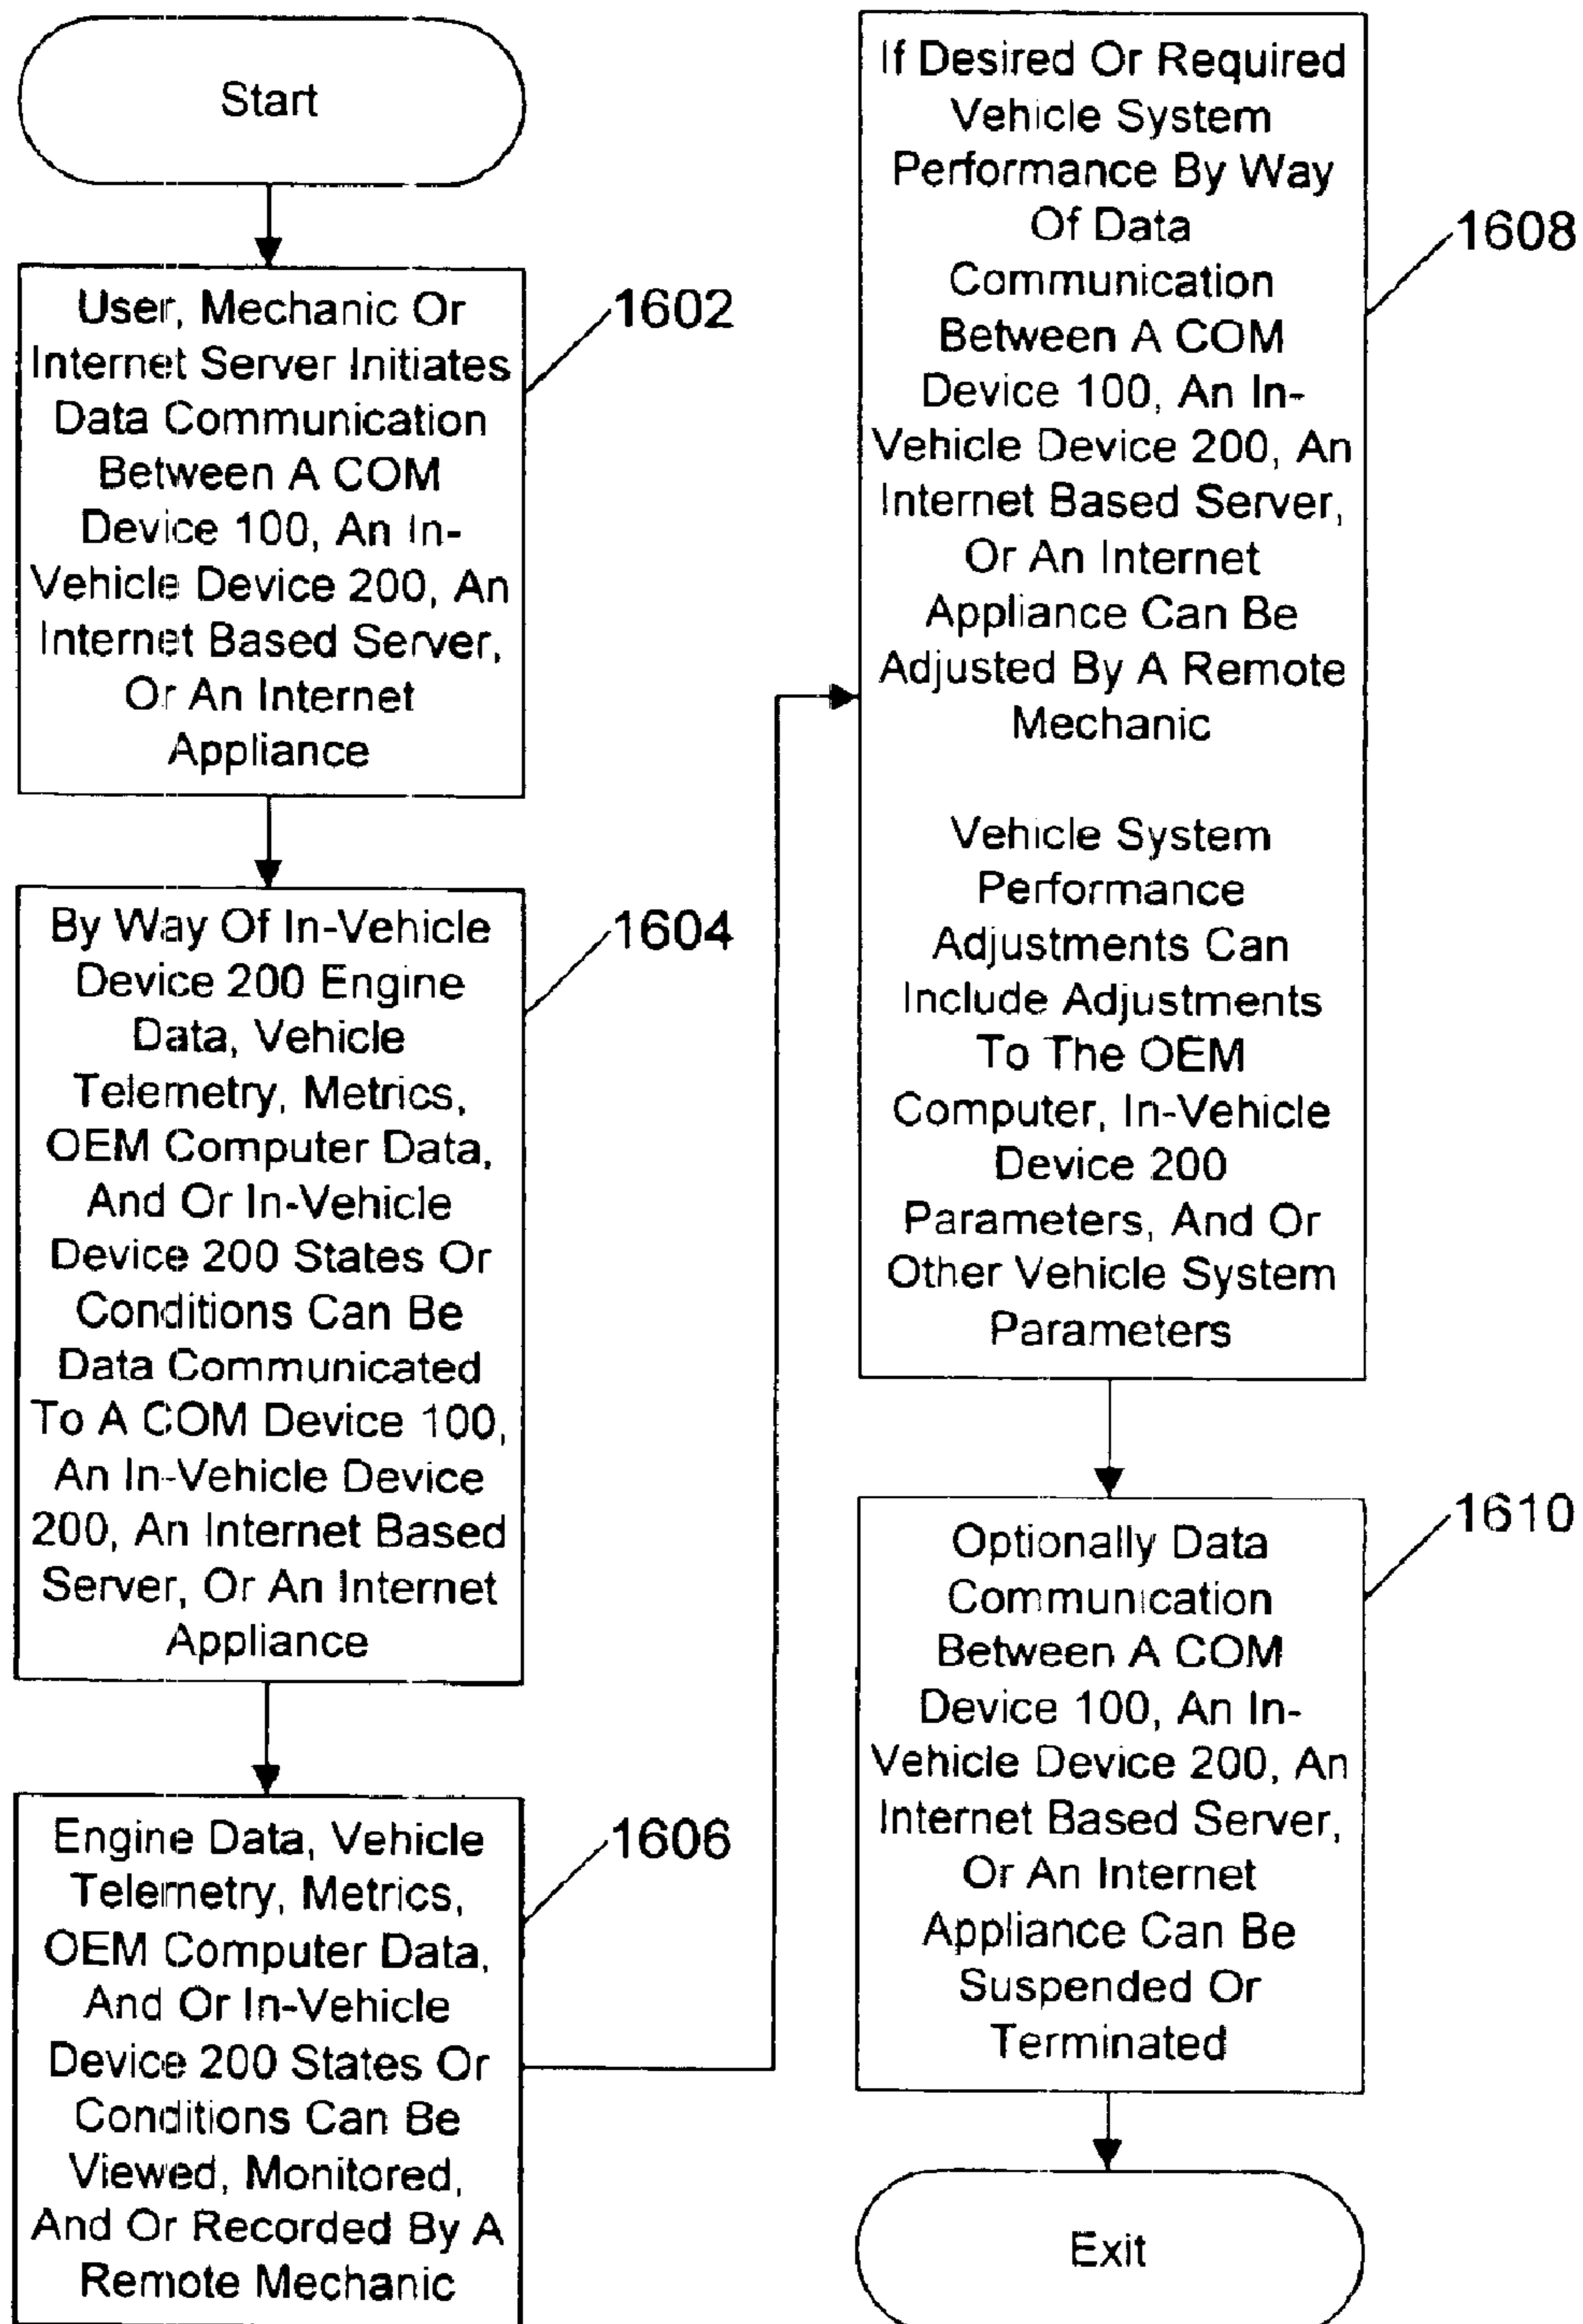 Start
User, Mechanic Or
Internet Server Initiates
Data Communication
Between A COM
Device 100, An In-
Vehicle Device 200, An
Internet Based Server,
Or An Internet
Appliance
1602
By Way Of In-Vehicle
Device 200 Engine
Data, Vehicle
Telemetry, Metrics,
OEM Computer Data,
And Or In-Vehicle
Device 200 States Or
Conditions Can Be
Data Communicated
To A COM Device 100,
An In-Vehicle Device
200, An Internet Based
Server, Or An Internet
Appliance
1604
Engine Data, Vehicle
Telemetry, Metrics,
OEM Computer Data,
And Or In-Vehicle
Device 200 States Or
Conditions Can Be
Viewed, Monitored,
And Or Recorded By A
Remote Mechanic
1606
If Desired Or Required
Vehicle System
Performance By Way
Of Data
Communication
Between A COM
Device 100, An In-
Vehicle Device 200, An
Internet Based Server,
Or An Internet
Appliance Can Be
Adjusted By A Remote
Mechanic
Vehicle System
Performance
Adjustments Can
Include Adjustments
To The OEM
Computer, In-Vehicle
Device 200
Parameters, And Or
Other Vehicle System
Parameters
1608
Optionally Data
Communication
Between A COM
Device 100, An In-
Vehicle Device 200, An
Internet Based Server,
Or An Internet
Appliance Can Be
Suspended Or
Terminated
1610
Exit